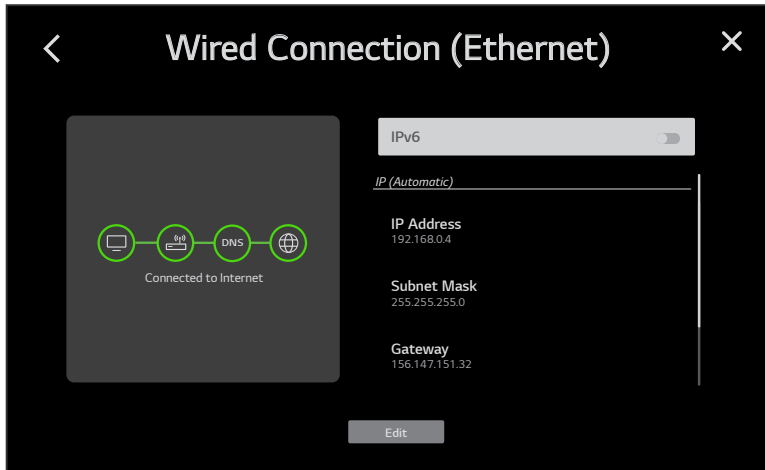 Wired Connection (Ethernet)
IPv6
IP (Automatic)
DNS
Connected to Internet
IP Address
192.168.0.4
Subnet Mask
255.255.255.0
Gateway
156.147.151.32
Edit